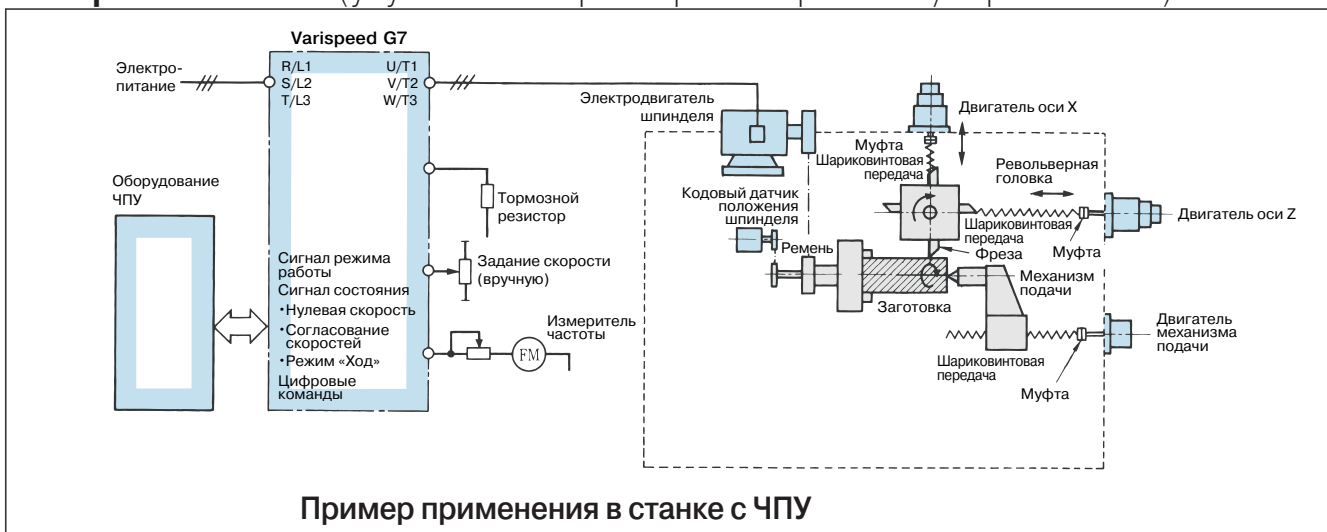 Varispeed G7
Электро-
питание
R/L1
S/L2
T/L3
U/T1
V/T2
W/T3
Оборудование
ЧПУ
Тормозной
резистор
Сигнал режима
работы
Сигнал состояния
•Нулевая скорость
•Согласование
скоростей
•Режим «Ход»
Цифровые
команды
Задание скорости
(вручную)
Измеритель
частоты
FM
Электродвигатель
шпинделя
Двигатель оси X
Муфта
Шариковинтовая
передача
Револьверная
головка
Кодовый датчик
положения
шпинделя
Двигатель оси Z
Шариковинтовая
передача
Муфта
Ремень
Фреза
Механизм
подачи
Заготовка
Двигатель
механизма
подачи
Шариковинтовая
передача
Муфта
Пример применения в станке с ЧПУ